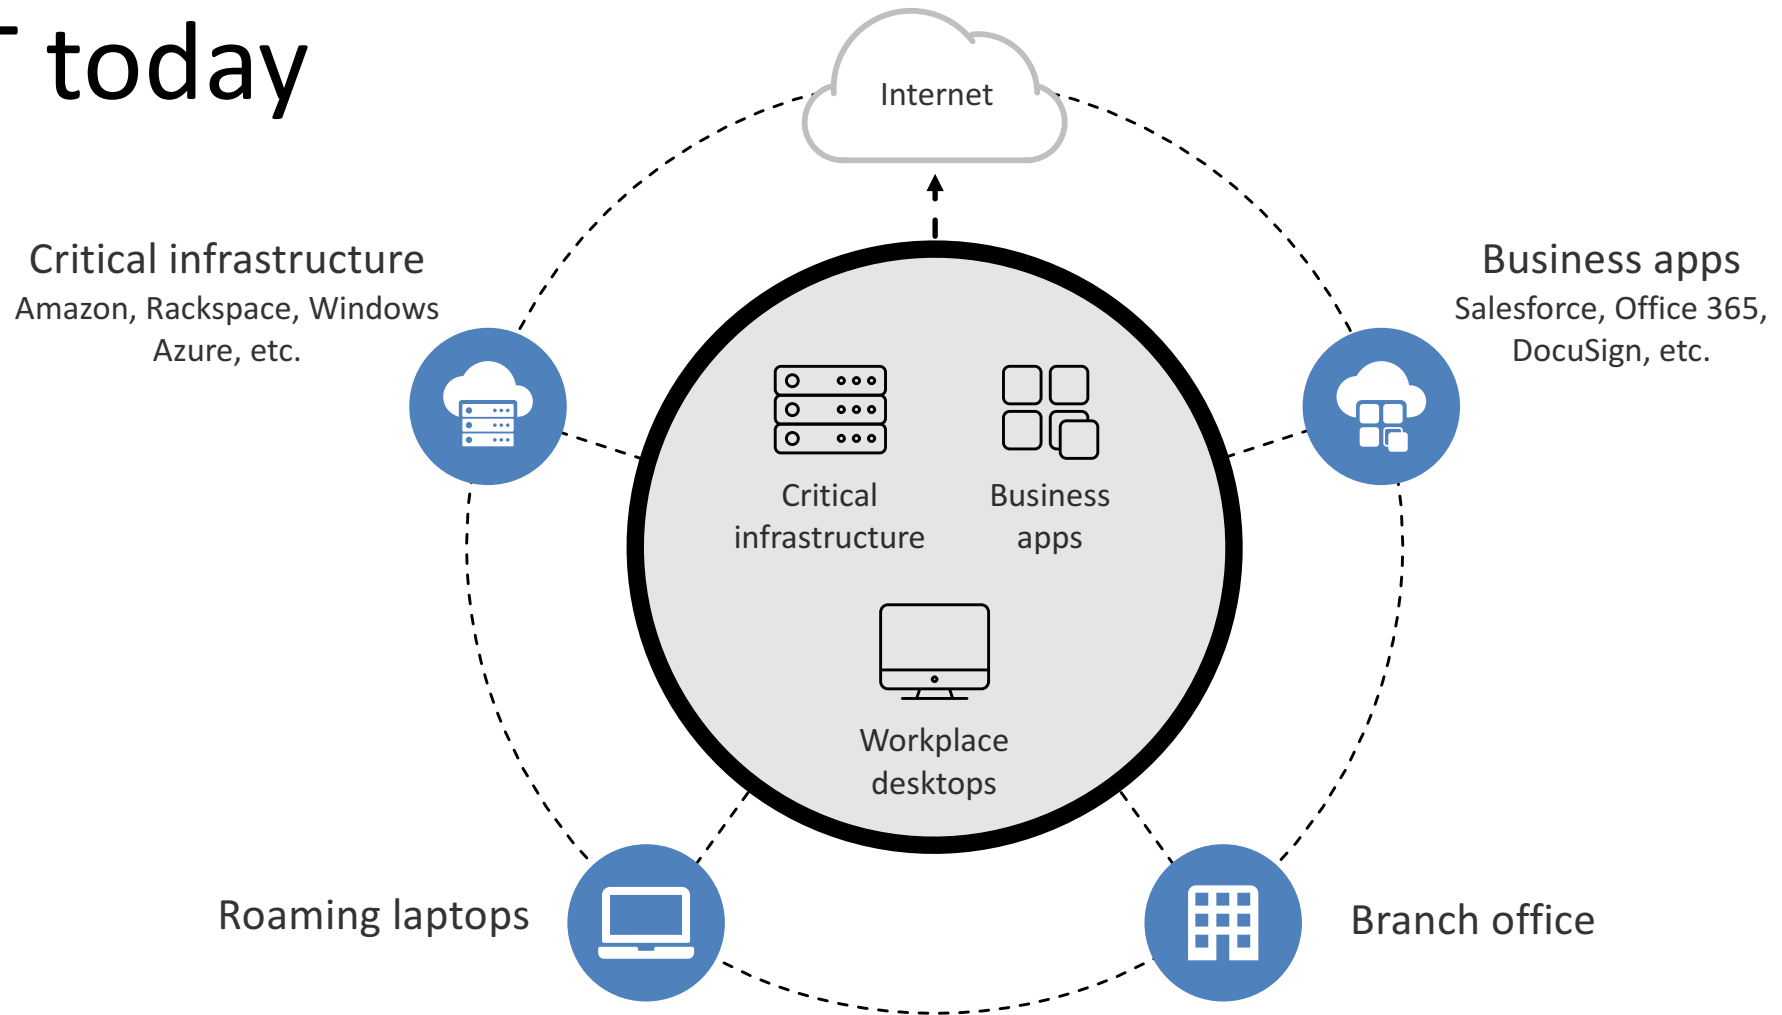 today
Internet
Critical infrastructure
Amazon, Rackspace, Windows
Azure, etc.
Business apps
Salesforce, Office 365,
DocuSign, etc.
Critical
infrastructure
Business
apps
Workplace
desktops
Roaming laptops
Branch office